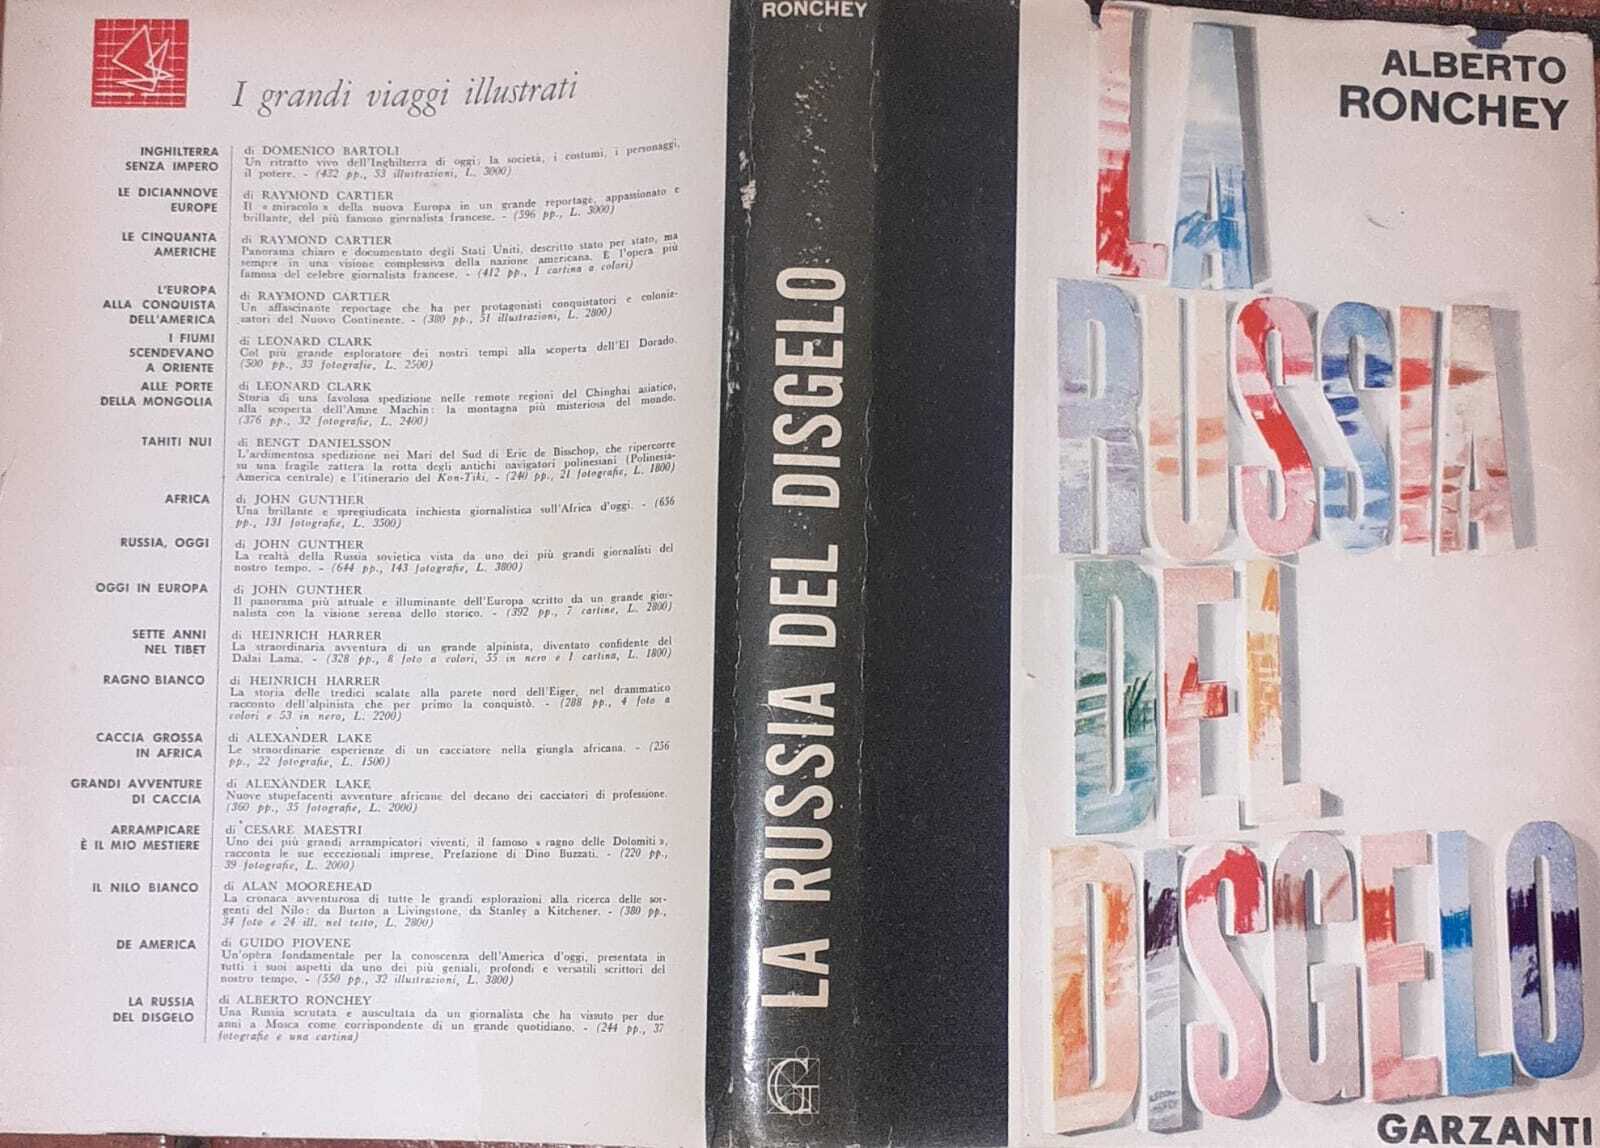 I grandi viaggi illustrati
INGHILTERRA
SENZA IMPERO
di DOMENICO BARTOLI
Un ritratto vivo dell'Inghilterra di oggi: la società, i costumi, i personaggi,
il potere. - (432 pp., 53 illustrazioni, L. 3000)
LE DICIANNOVE
EUROPE
di RAYMOND CARTIER
Il « miracolo » della nuova Europa in un grande reportage, appassionato e
brillante, del più famoso giornalista francese. - (596 pp., L. 3000)
LE CINQUANTA
AMERICHE
di RAYMOND CARTIER
Panorama chiaro e documentato degli Stati Uniti, descritto stato per stato, ma
sempre in una visione complessiva della nazione americana. È l'opera più
famosa del celebre giornalista francese. - (412 pp., 1 cartina a colori)
L'EUROPA
ALLA CONQUISTA
DELL'AMERICA
di RAYMOND CARTIER
Un affascinante reportage che ha per protagonisti conquistatori e coloniz-
zatori del Nuovo Continente. - (380 pp., 51 illustrazioni, L. 2800)
I FIUMI
SCENDEVANO
A ORIENTE
di LEONARD CLARK
Col più grande esploratore dei nostri tempi alla scoperta dell'El Dorado.
(500 pp., 33 fotografie, L. 2500)
ALLE PORTE
DELLA MONGOLIA
di LEONARD CLARK
Storia di una favolosa spedizione nelle remote regioni del Chinghai asiatico,
alla scoperta dell'Amne Machin: la montagna più misteriosa del mondo.
(376 pp., 32 fotografie, L. 2400)
TAHITI NUI
di BENGT DANIELSSON
L'ardimentosa spedizione nei Mari del Sud di Eric de Bisschop, che ripercorre
su una fragile zattera la rotta degli antichi navigatori polinesiani (Polinesia-
America centrale) e l'itinerario del Kon-Tiki. - (240 pp., 21 fotografie, L. 1800)
AFRICA
di JOHN GUNTHER
Una brillante e spregiudicata inchiesta giornalistica sull'Africa d'oggi. - (656
pp., 131 fotografie, L. 3500)
RUSSIA, OGGI
di JOHN GUNTHER
La realtà della Russia sovietica vista da uno dei più grandi giornalisti del
nostro tempo. - (644 pp., 143 fotografie, L. 3800)
OGGI IN EUROPA
di JOHN GUNTHER
Il panorama più attuale e illuminante dell'Europa scritto da un grande gior-
nalista con la visione serena dello storico. - (392 pp., 7 cartine, L. 2800)
SETTE ANNI
NEL TIBET
di HEINRICH HARRER
La straordinaria avventura di un grande alpinista, diventato confidente del
Dalai Lama. - (328 pp., 8 foto a colori, 55 in nero e 1 cartina, L. 1800)
RAGNO BIANCO
di HEINRICH HARRER
La storia delle tredici scalate alla parete nord dell'Eiger, nel drammatico
racconto dell'alpinista che per primo la conquistò. - (288 pp., 4 foto a
colori e 53 in nero, L. 2200)
CACCIA GROSSA
IN AFRICA
di ALEXANDER LAKE
Le straordinarie esperienze di un cacciatore nella giungla africana. - (256
pp., 22 fotografie, L. 1500)
GRANDI AVVENTURE
DI CACCIA
di ALEXANDER LAKE
Nuove stupefacenti avventure africane del decano dei cacciatori di professione.
(360 pp., 35 fotografie, L. 2000)
ARRAMPICARE
È IL MIO MESTIERE
di CESARE MAESTRI
Uno dei più grandi arrampicatori viventi, il famoso « ragno delle Dolomiti »,
racconta le sue eccezionali imprese. Prefazione di Dino Buzzati. - (220 pp.,
39 fotografie, L. 2000)
IL NILO BIANCO
di ALAN MOOREHEAD
La cronaca avventurosa di tutte le grandi esplorazioni alla ricerca delle sor-
genti del Nilo: da Burton a Livingstone, da Stanley a Kitchener. - (380 pp.,
34 foto e 24 ill. nel testo, L. 2800)
DE AMERICA
di GUIDO PIOVENE
Un'opera fondamentale per la conoscenza dell'America d'oggi, presentata in
tutti i suoi aspetti da uno dei più geniali, profondi e versatili scrittori del
nostro tempo. - (550 pp., 32 illustrazioni, L. 3800)
LA RUSSIA
DEL DISGELO
di ALBERTO RONCHEY
Una Russia scrutata e auscultata da un giornalista che ha vissuto per due
anni a Mosca come corrispondente di un grande quotidiano. - (244 pp., 37
fotografie e una cartina)
RONCHEY
LA RUSSIA DEL DISGELO
G
ALBERTO
RONCHEY
LA
RUSSIA
DEL
DISGELO
GARZANTI